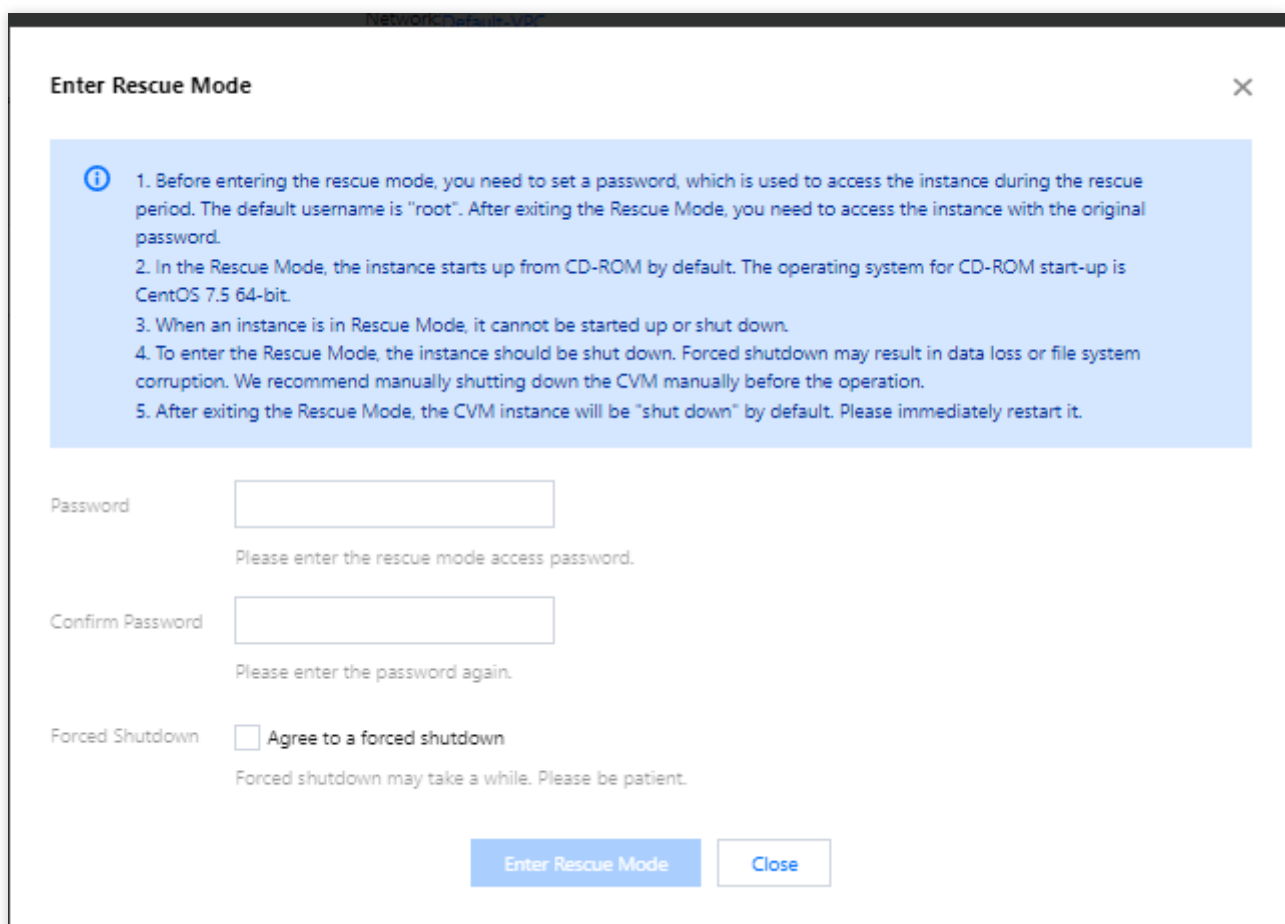 Network:Default-VPC
Enter Rescue Mode
1. Before entering the rescue mode, you need to set a password, which is used to access the instance during the rescue
period. The default username is "root". After exiting the Rescue Mode, you need to access the instance with the original
password.
2. In the Rescue Mode, the instance starts up from CD-ROM by default. The operating system for CD-ROM start-up is
CentOS 7.5 64-bit.
3. When an instance is in Rescue Mode, it cannot be started up or shut down.
4. To enter the Rescue Mode, the instance should be shut down. Forced shutdown may result in data loss or file system
corruption. We recommend manually shutting down the CVM manually before the operation.
5. After exiting the Rescue Mode, the CVM instance will be "shut down" by default. Please immediately restart it.
Password
Please enter the rescue mode access password.
Confirm Password
Please enter the password again.
Forced Shutdown Agree to a forced shutdown
Forced shutdown may take a while. Please be patient.
Enter Rescue Mode Close